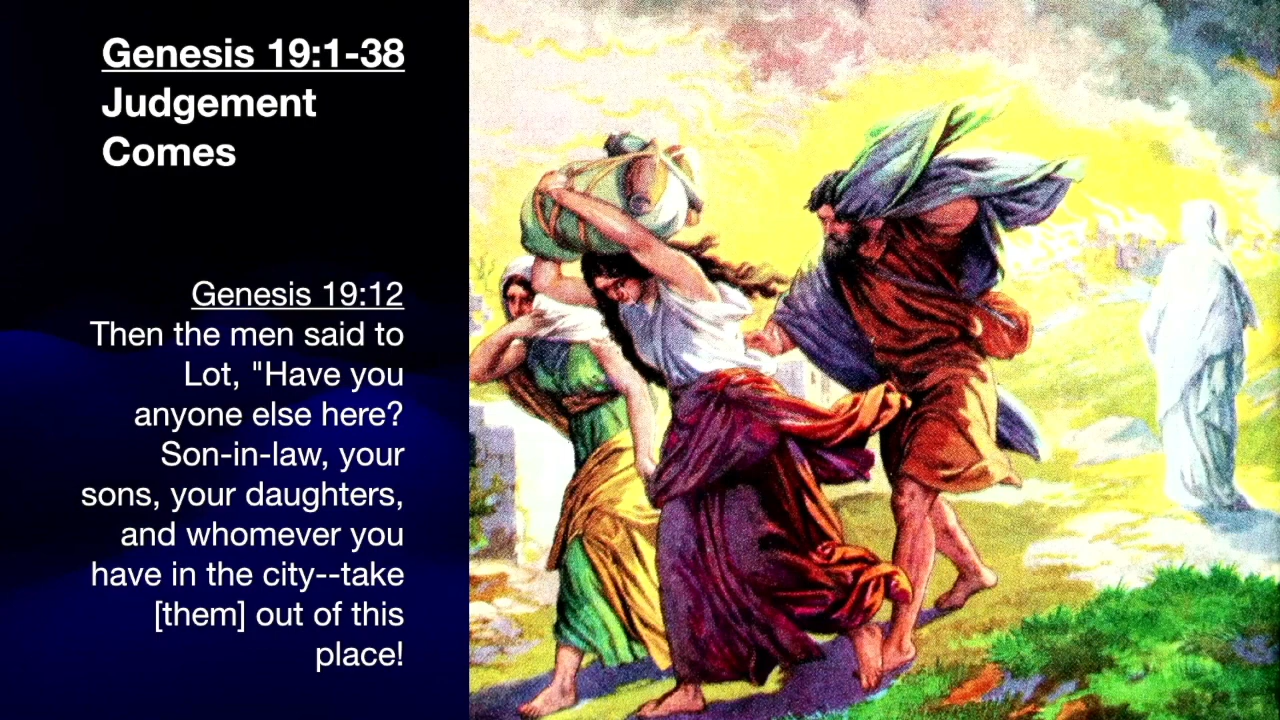 Genesis 19:1-38
Judgement
Comes
Genesis 19:12
Then the men said to
Lot, "Have you
anyone else here?
Son-in-law, your
sons, your daughters,
and whomever you
have in the city--take
[them] out of this
place!